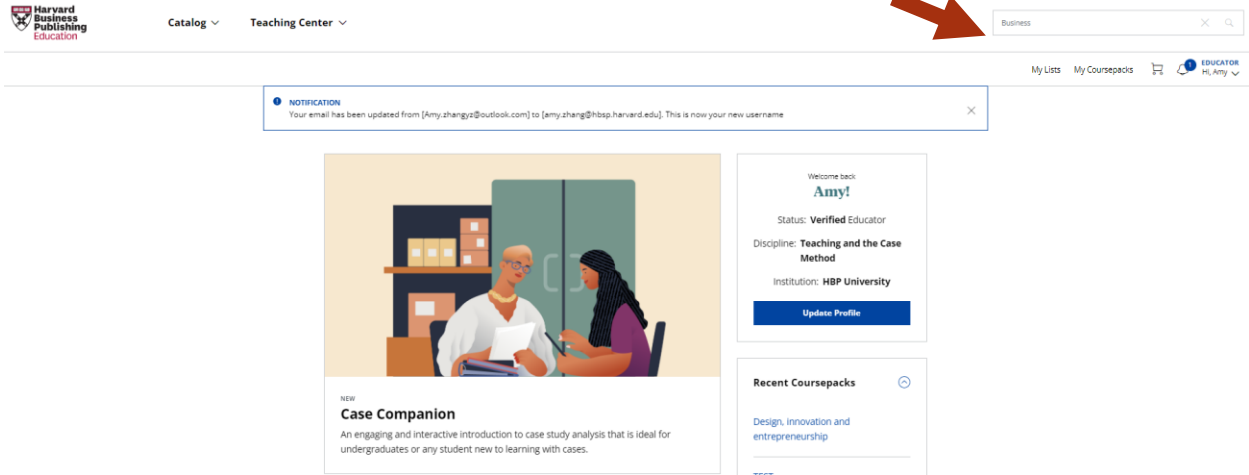 Harvard
Business
Publishing
Education
Catalog
Teaching Center
Business
My Lists My Coursepacks 1 EDUCATOR
Hi, Amy
NOTIFICATION
Your email has been updated from [Amy.zhangyz@outlook.com] to [amy.zhang@hbsp.harvard.edu]. This is now your new username
Welcome back
Amy!
Status: Verified Educator
Discipline: Teaching and the Case
Method
Institution: HBP University
Update Profile
NEW
Case Companion
An engaging and interactive introduction to case study analysis that is ideal for
undergraduates or any student new to learning with cases.
Recent Coursepacks
Design, innovation and
entrepreneurship
TEST